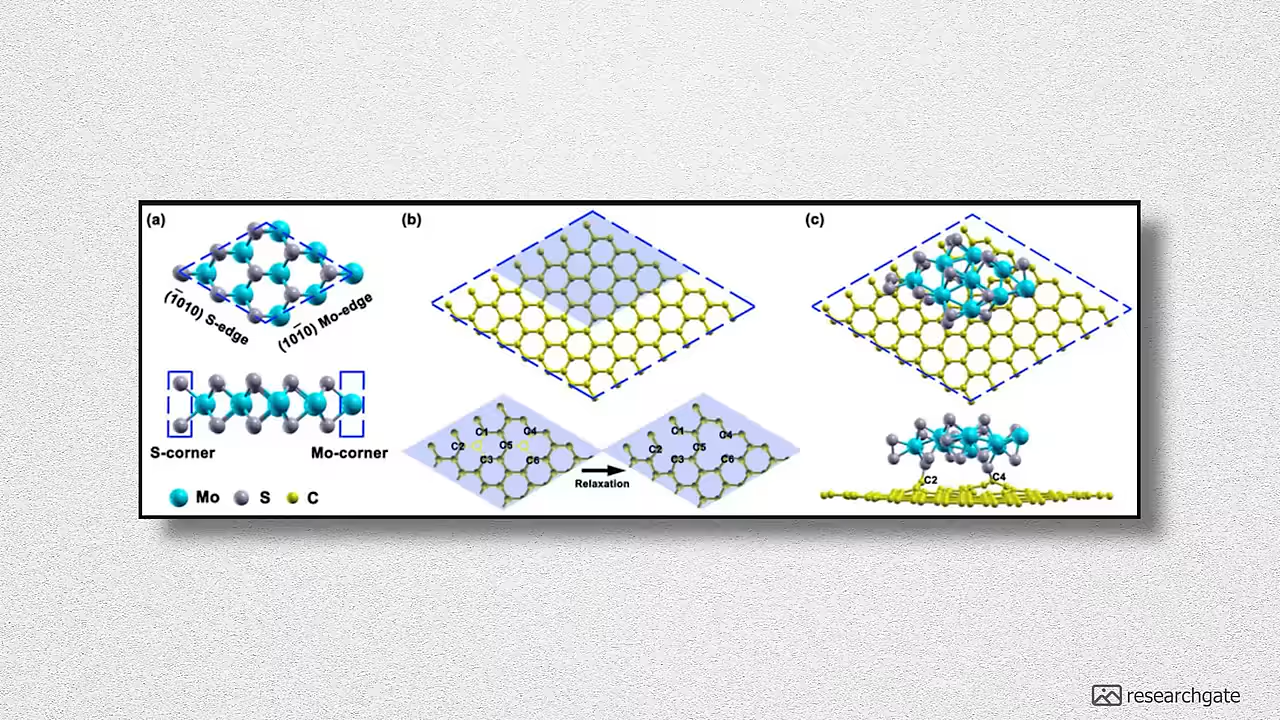 (a)
(1̅010) S-edge
(101̅0) Mo-edge
S-corner
Mo-corner
Mo
S
C
(b)
C1
C4
C2
C5
C3
C6
Relaxation
C1
C4
C2
C5
C3
C6
(c)
C2
C4
researchgate